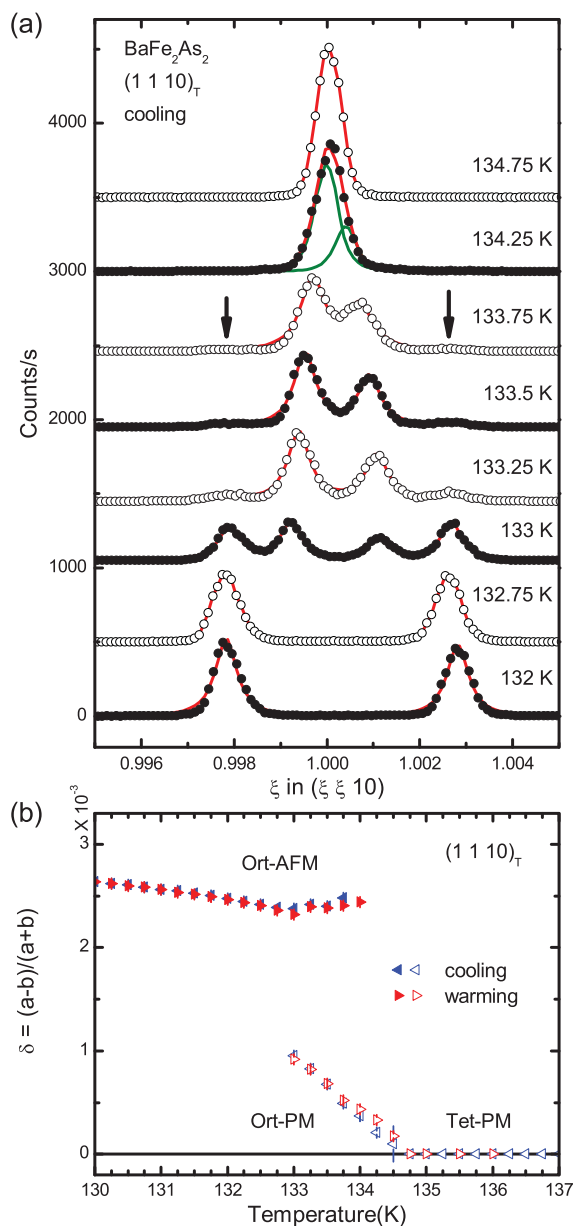 (a)
BaFe₂As₂
(1 1 10)_T
cooling
134.75 K
134.25 K
133.75 K
133.5 K
133.25 K
133 K
132.75 K
132 K
4000
3000
2000
1000
0
Counts/s
0.996 0.998 1.000 1.002 1.004
ξ in (ξ ξ 10)
(b)
X 10⁻³
3
2
1
0
δ = (a-b)/(a+b)
Ort-AFM
(1 1 10)_T
cooling
warming
Ort-PM
Tet-PM
130 131 132 133 134 135 136 137
Temperature(K)